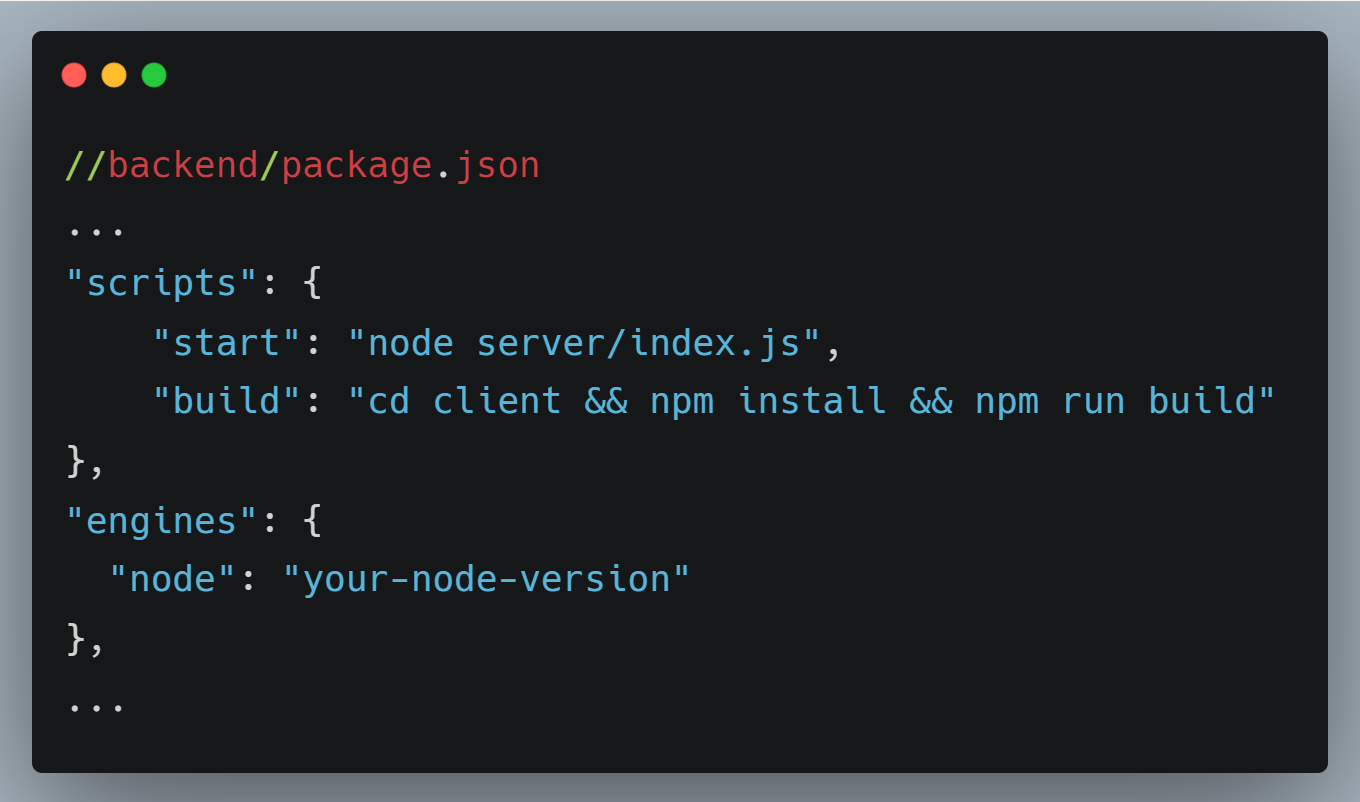 //backend/package.json
...
"scripts": {
    "start": "node server/index.js",
    "build": "cd client && npm install && npm run build"
},
"engines": {
  "node": "your-node-version"
},
...